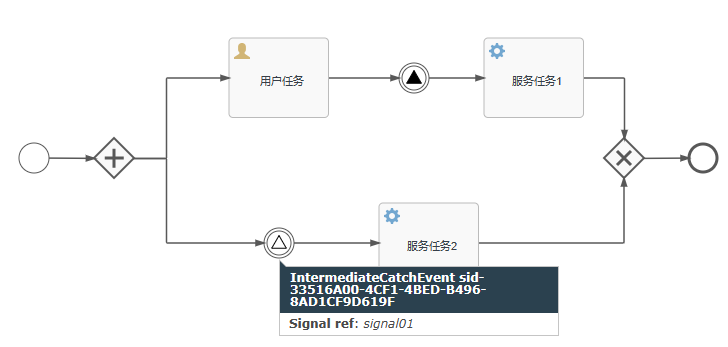 用户任务
服务任务1
服务任务2
IntermediateCatchEvent sid-
33516A00-4CF1-4BED-B496-
8AD1CF9D619F
Signal ref: signal01